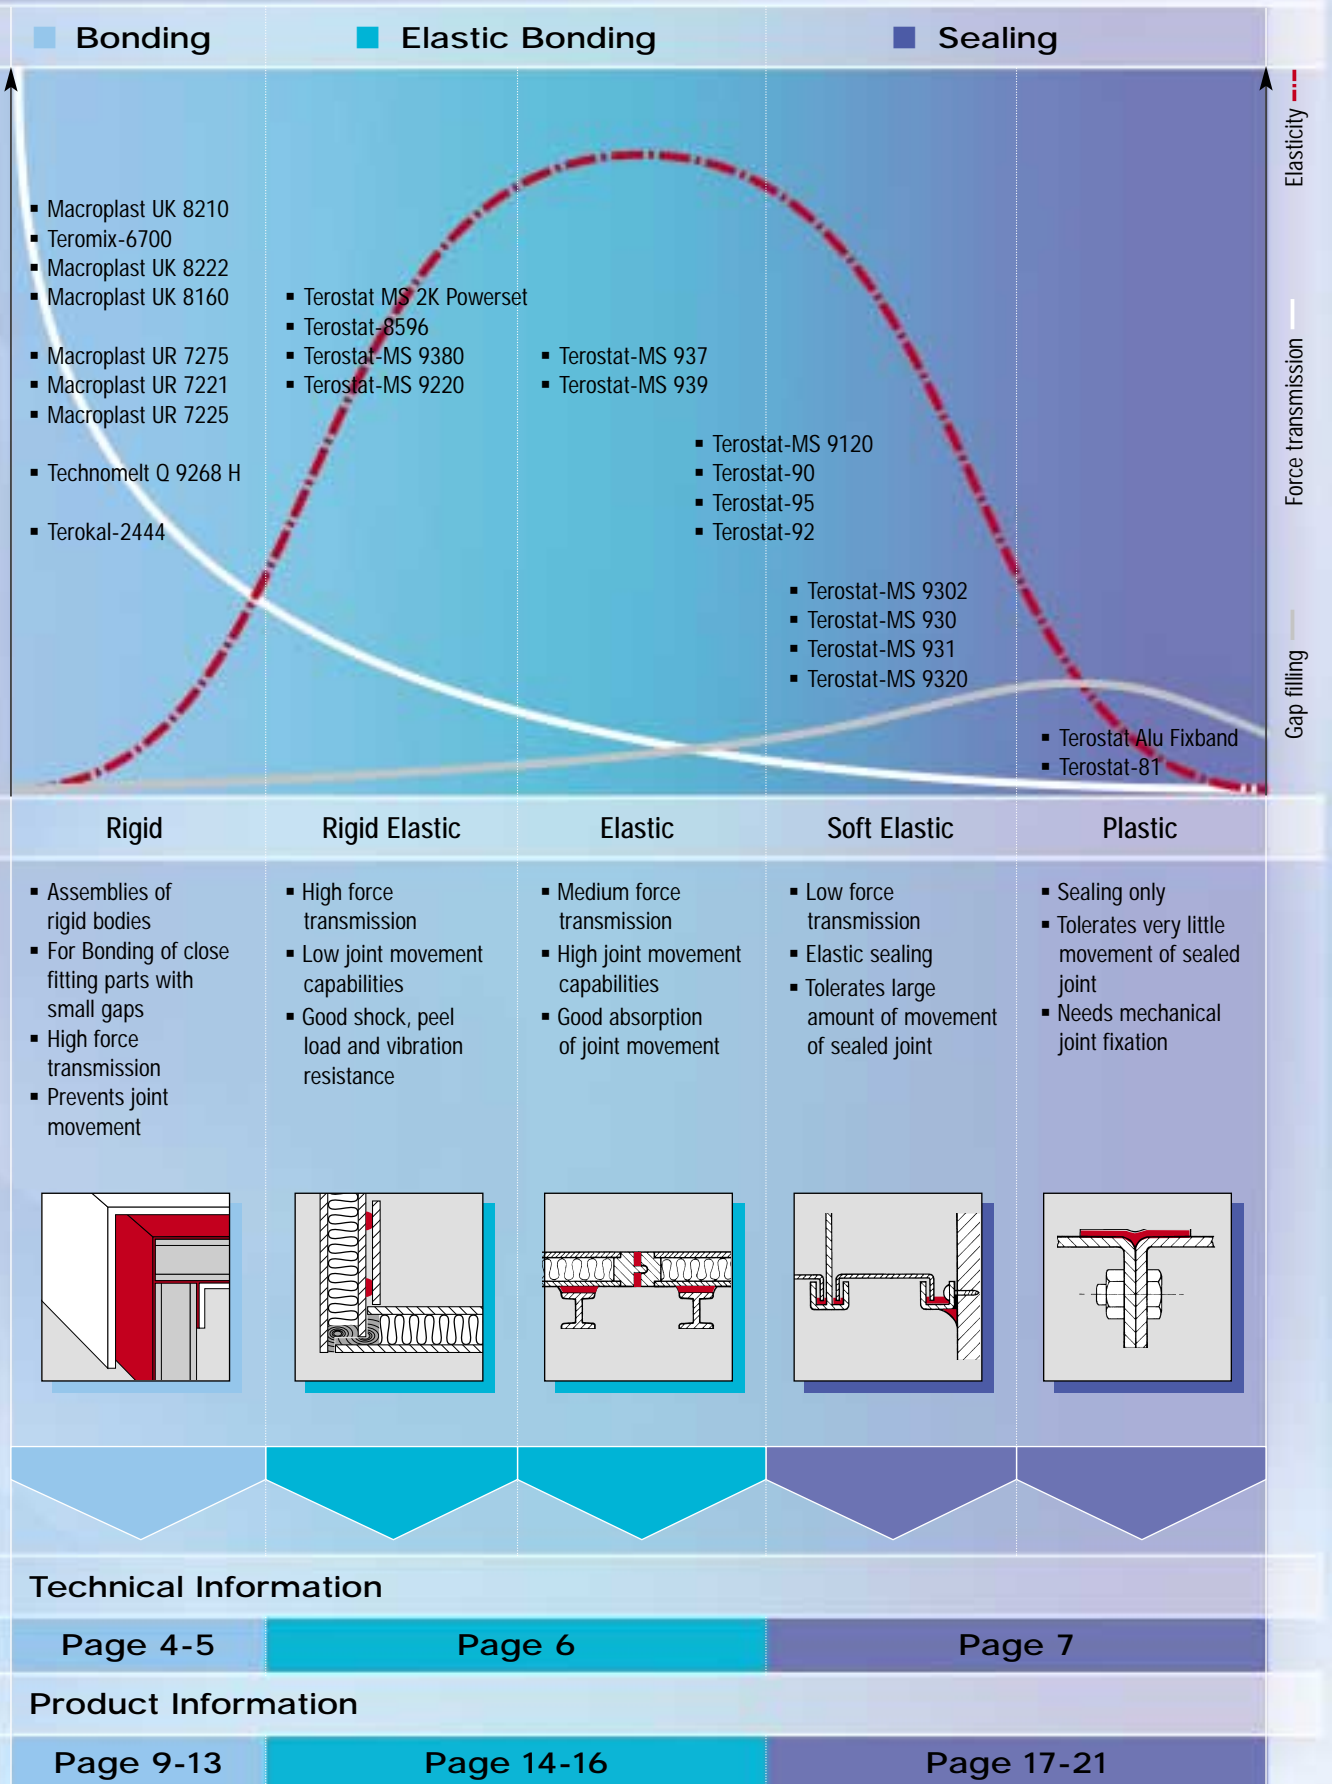 Bonding
Elastic Bonding
Sealing
Macroplast UK 8210
Teromix-6700
Macroplast UK 8222
Macroplast UK 8160
Macroplast UR 7275
Macroplast UR 7221
Macroplast UR 7225
Technomelt Q 9268 H
Terokal-2444
Terostat MS 2K Powerset
Terostat-8596
Terostat-MS 9380
Terostat-MS 9220
Terostat-MS 937
Terostat-MS 939
Terostat-MS 9120
Terostat-90
Terostat-95
Terostat-92
Terostat-MS 9302
Terostat-MS 930
Terostat-MS 931
Terostat-MS 9320
Terostat Alu Fixband
Terostat-81
Elasticity
Force transmission
Gap filling
Rigid
Assemblies of
rigid bodies
For Bonding of close
fitting parts with
small gaps
High force
transmission
Prevents joint
movement
Rigid Elastic
High force
transmission
Low joint movement
capabilities
Good shock, peel
load and vibration
resistance
Elastic
Medium force
transmission
High joint movement
capabilities
Good absorption
of joint movement
Soft Elastic
Low force
transmission
Elastic sealing
Tolerates large
amount of movement
of sealed joint
Plastic
Sealing only
Tolerates very little
movement of sealed
joint
Needs mechanical
joint fixation
Technical Information
Page 4-5
Page 6
Page 7
Product Information
Page 9-13
Page 14-16
Page 17-21